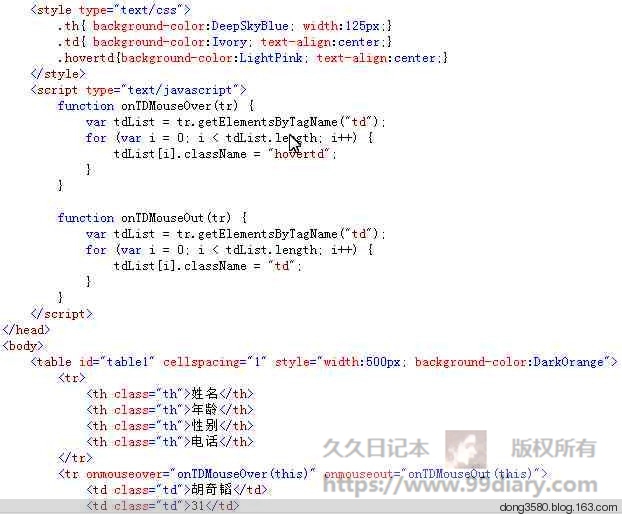 <style type="text/css">
.th{ background-color:DeepSkyBlue; width:125px;}
.td{ background-color:Ivory; text-align:center;}
.hovertd{background-color:LightPink; text-align:center;}
</style>
<script type="text/javascript">
function onTDMouseOver(tr) {
var tdList = tr.getElementsByTagName("td");
for (var i = 0; i < tdList.length; i++) {
tdList[i].className = "hovertd";
}
}
function onTDMouseOut(tr) {
var tdList = tr.getElementsByTagName("td");
for (var i = 0; i < tdList.length; i++) {
tdList[i].className = "td";
}
}
</script>
</head>
<body>
<table id="table1" cellspacing="1" style="width:500px; background-color:DarkOrange">
<tr>
<th class="th">姓名</th>
<th class="th">年龄</th>
<th class="th">性别</th>
<th class="th">电话</th>
</tr>
<tr onmouseover="onTDMouseOver(this)" onmouseout="onTDMouseOut(this)">
<td class="td">胡奇韬</td>
<td class="td">31</td>
久久日记本 版权所有
https://www.99diary.com
dong3580.blog.163.com